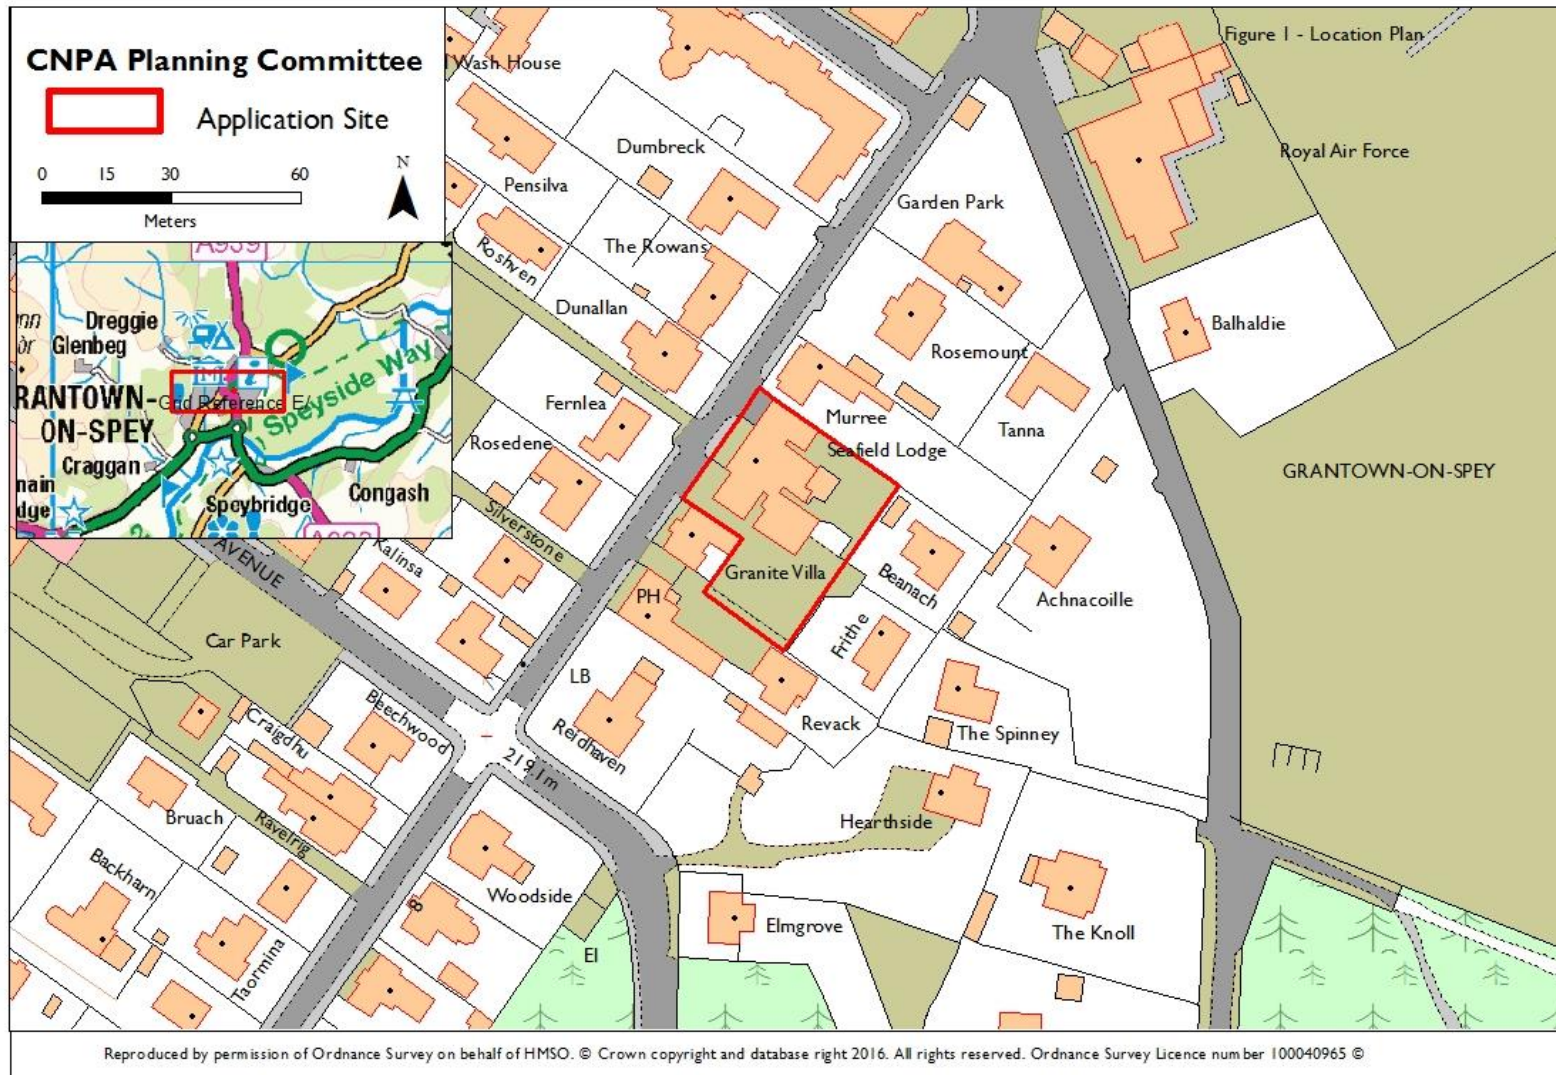 CNPA Planning Committee
Application Site
0 15 30 60
Meters
N
Figure 1 - Location Plan
Wash House
Dumbreck
Pensilva
The Rowans
Roshven
Dunallan
Garden Park
Royal Air Force
Rosemount
Balhaldie
Murree
Seafield Lodge
Tanna
Fernlea
Rosedene
Silverstone
GRANTOWN-ON-SPEY
Kalinsa
AVENUE
Granite Villa
Beanach
Achnacoille
Frithe
PH
LB
Car Park
Reidhaven
Revack
The Spinney
Beechwood
Craigdhu
219.1m
Bruach
Ravelrig
Hearthside
Backharn
Woodside
8
Taormina
El
Elmgrove
The Knoll
A939
Dreggie
Glenbeg
RANTOWN-
ON-SPEY
Grid Reference E/
Speyside Way
Craggan
Speybridge
Congash
Reproduced by permission of Ordnance Survey on behalf of HMSO. © Crown copyright and database right 2016. All rights reserved. Ordnance Survey Licence number 100040965 ©